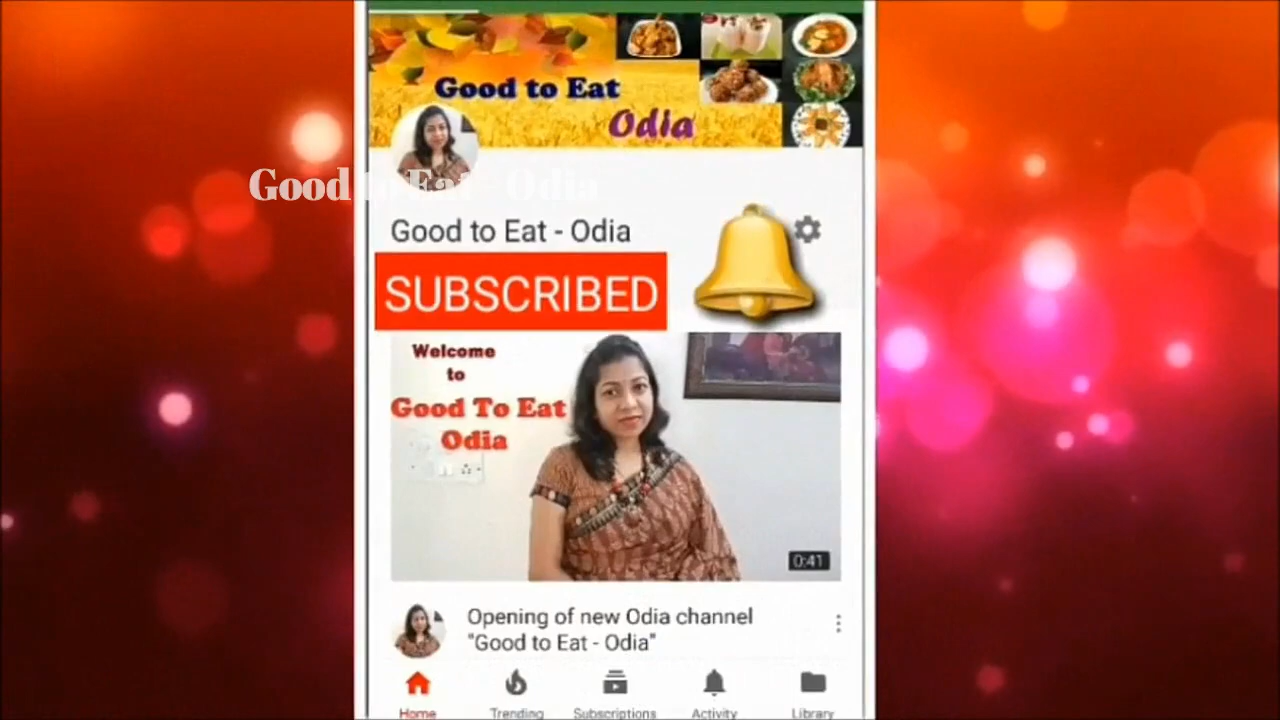 Good to Eat
Odia
Good to Eat - Odia
Good to Eat - Odia
SUBSCRIBED
Welcome
to
Good To Eat
Odia
0:41
Opening of new Odia channel
"Good to Eat - Odia"
Home Trending Subscriptions Activity Library